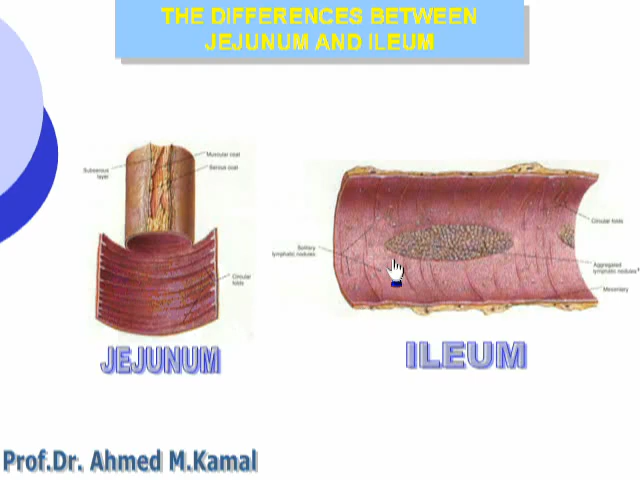 THE DIFFERENCES BETWEEN
JEJUNUM AND ILEUM
Muscular coat
Serous coat
Subserous
layer
Circular
folds
JEJUNUM
Circular folds
Solitary
lymphatic nodules
Aggregated
lymphatic nodules*
Mesentery
ILEUM
Prof.Dr. Ahmed M.Kamal